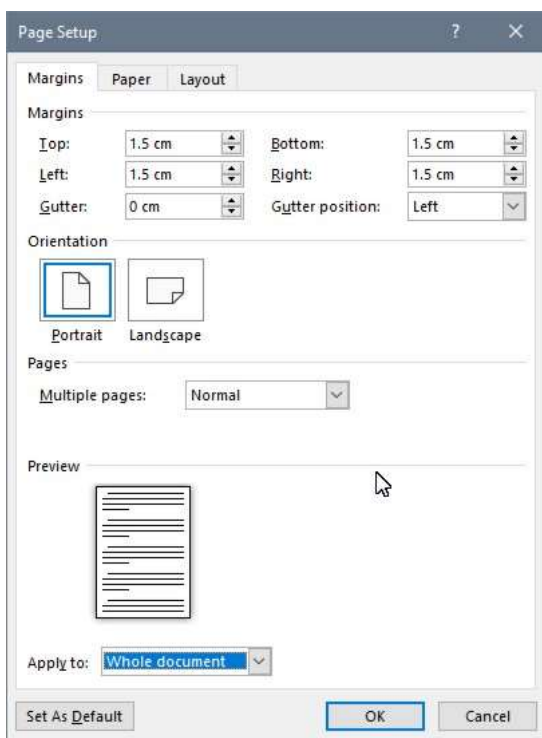 Page Setup ? ×
Margins Paper Layout
Margins
Top: 1.5 cm Bottom: 1.5 cm
Left: 1.5 cm Right: 1.5 cm
Gutter: 0 cm Gutter position: Left
Orientation
Portrait Landscape
Pages
Multiple pages: Normal
Preview
Apply to: Whole document
Set As Default OK Cancel